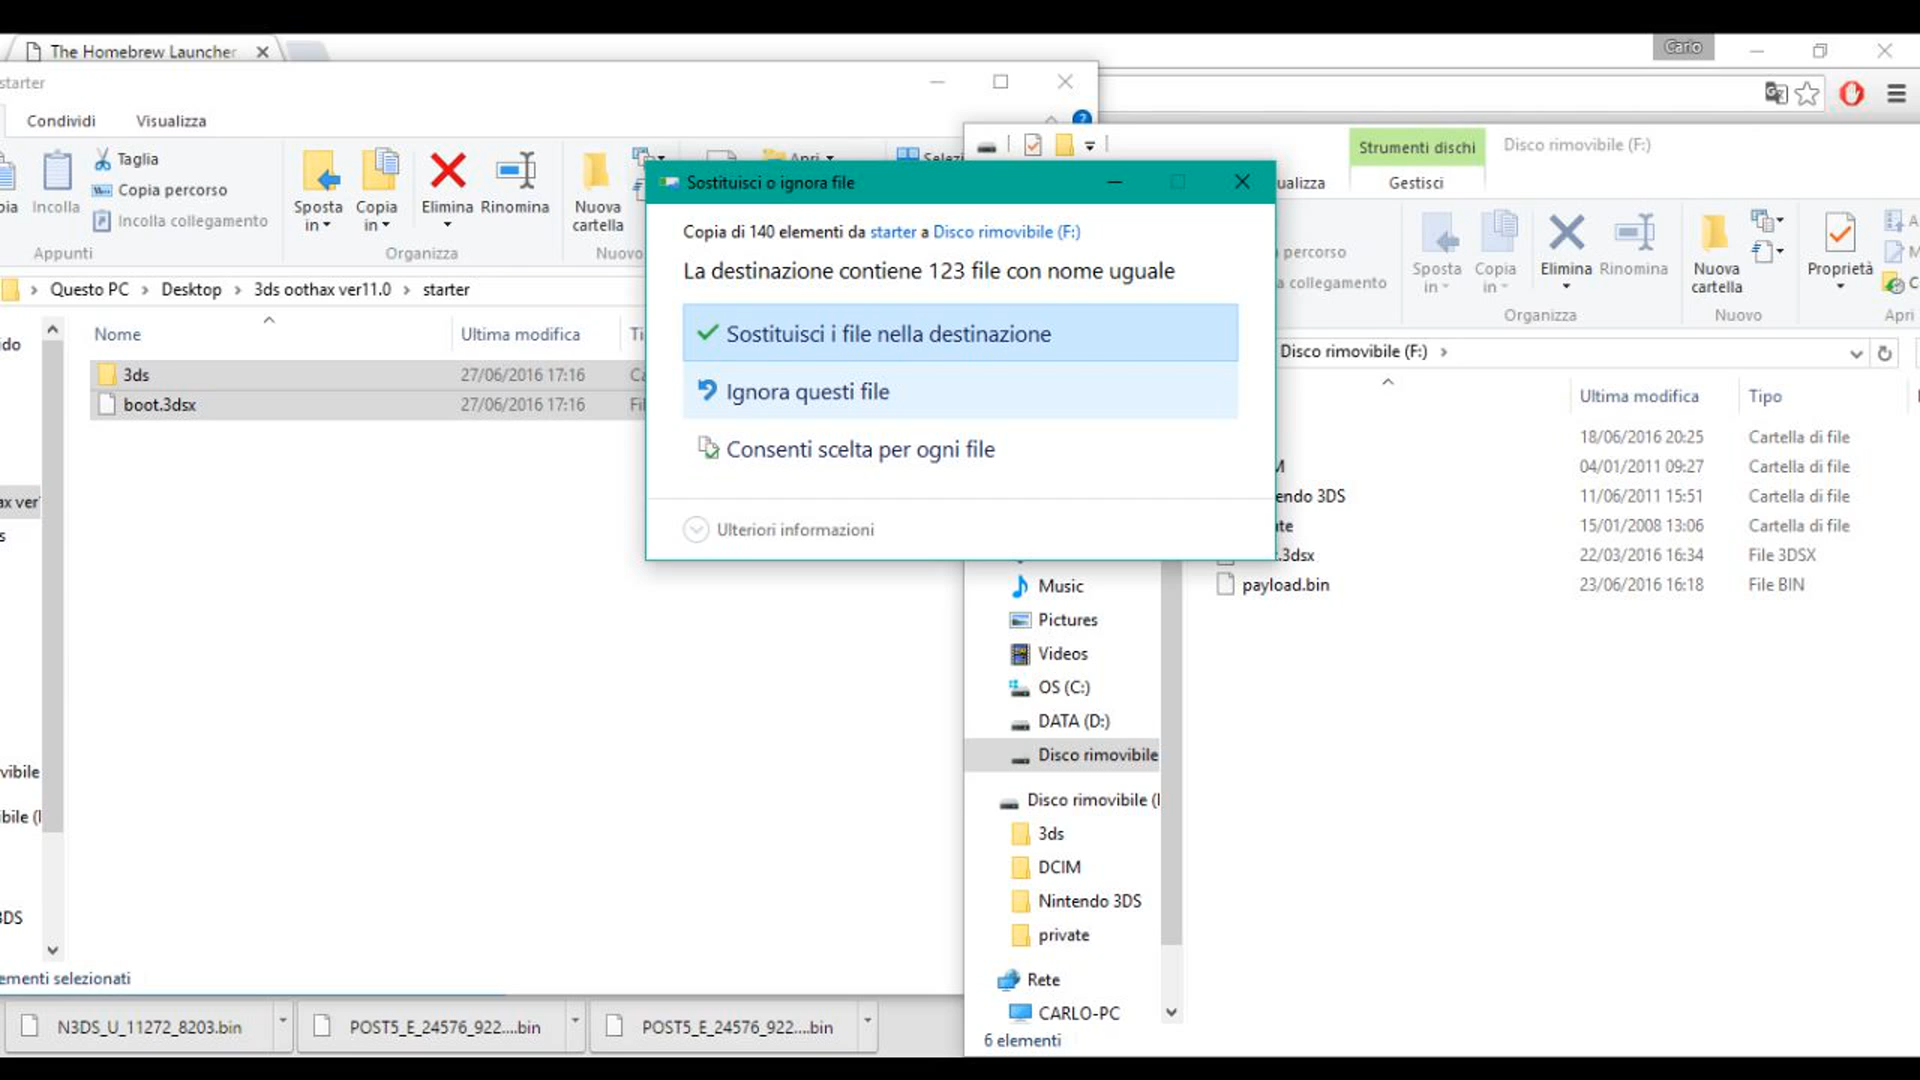 The Homebrew Launcher
Carlo
starter
Condividi
Visualizza
Taglia
Copia percorso
Incolla collegamento
Incolla
Appunti
Sposta in
Copia in
Elimina
Rinomina
Organizza
Nuova cartella
Nuovo
Apri
Questo PC
Desktop
3ds oothax ver11.0
starter
Nome
Ultima modifica
3ds
27/06/2016 17:16
boot.3dsx
27/06/2016 17:16
ementi selezionati
Sostituisci o ignora file
Copia di 140 elementi da starter a Disco rimovibile (F:)
La destinazione contiene 123 file con nome uguale
Sostituisci i file nella destinazione
Ignora questi file
Consenti scelta per ogni file
Ulteriori informazioni
Strumenti dischi
Disco rimovibile (F:)
ualizza
Gestisci
percorso
collegamento
Sposta in
Copia in
Elimina
Rinomina
Organizza
Nuova cartella
Nuovo
Proprietà
Apri
Disco rimovibile (F:)
Ultima modifica
Tipo
18/06/2016 20:25
Cartella di file
04/01/2011 09:27
Cartella di file
endo 3DS
11/06/2011 15:51
Cartella di file
15/01/2008 13:06
Cartella di file
.3dsx
22/03/2016 16:34
File 3DSX
payload.bin
23/06/2016 16:18
File BIN
Music
Pictures
Videos
OS (C:)
DATA (D:)
Disco rimovibile
Disco rimovibile (
3ds
DCIM
Nintendo 3DS
private
Rete
CARLO-PC
6 elementi
N3DS_U_11272_8203.bin
POST5_E_24576_922....bin
POST5_E_24576_922....bin